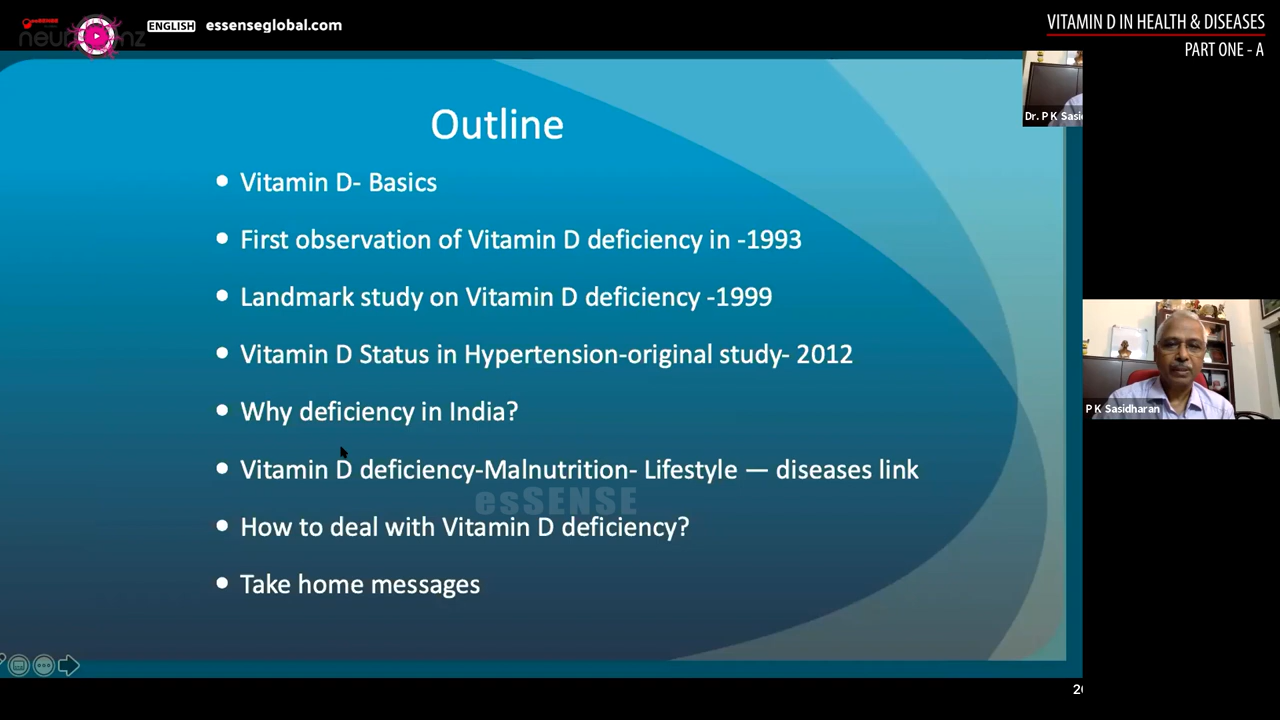 ENGLISH
essenseglobal.com
VITAMIN D IN HEALTH & DISEASES
PART ONE - A
Outline
Dr. P K Sasi
Vitamin D- Basics
First observation of Vitamin D deficiency in -1993
Landmark study on Vitamin D deficiency -1999
Vitamin D Status in Hypertension-original study- 2012
Why deficiency in India?
P K Sasidharan
Vitamin D deficiency-Malnutrition- Lifestyle — diseases link
esSENSE
How to deal with Vitamin D deficiency?
Take home messages